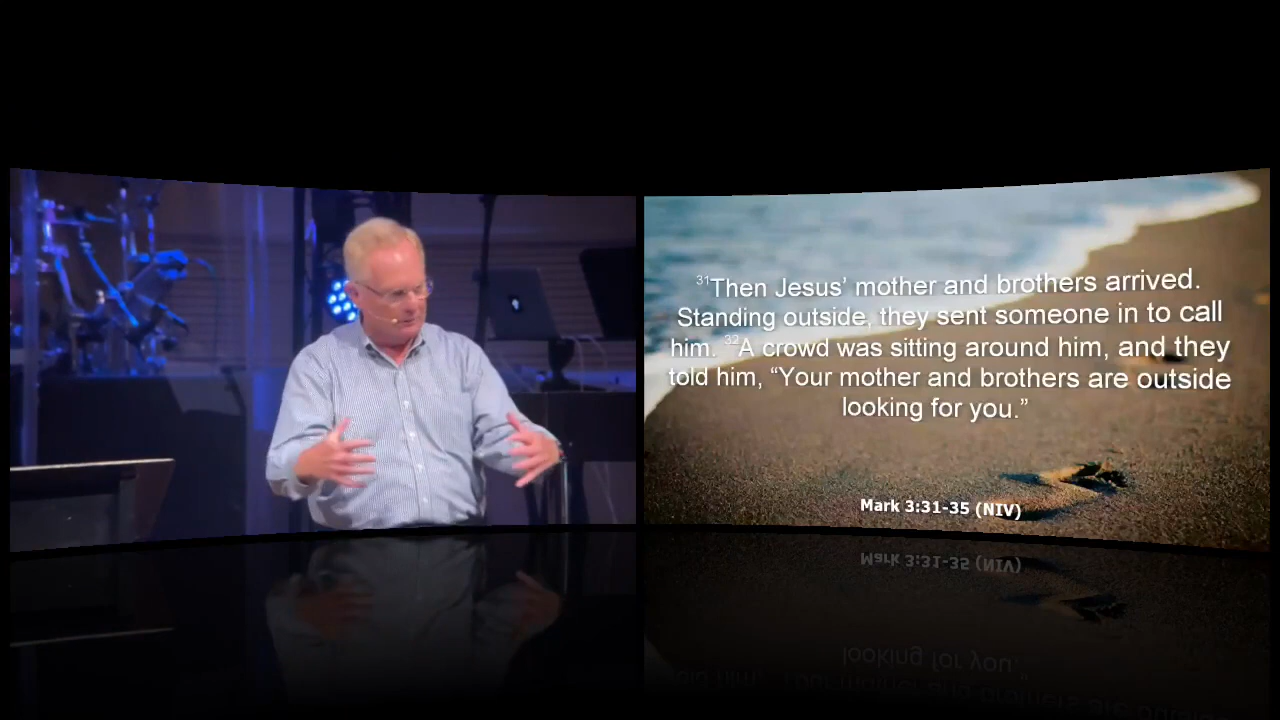 ³¹Then Jesus’ mother and brothers arrived.
Standing outside, they sent someone in to call
him. ³²A crowd was sitting around him, and they
told him, “Your mother and brothers are outside
looking for you.”
Mark 3:31-35 (NIV)